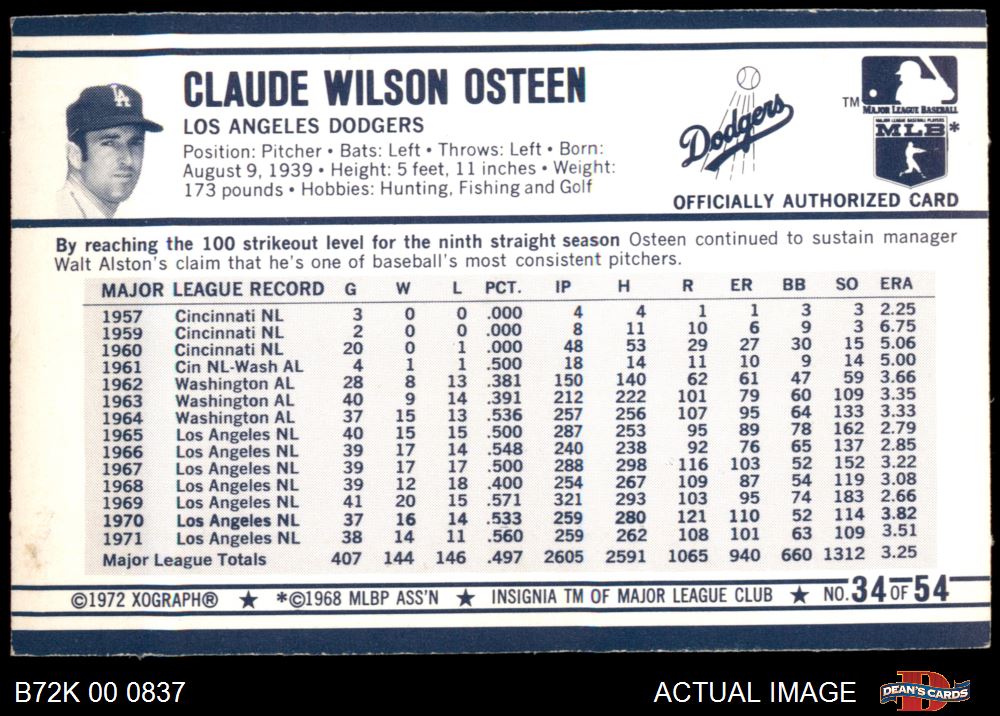 LA
CLAUDE WILSON OSTEEN
LOS ANGELES DODGERS
Position: Pitcher • Bats: Left • Throws: Left • Born:
August 9, 1939 • Height: 5 feet, 11 inches • Weight:
173 pounds • Hobbies: Hunting, Fishing and Golf
Dodgers
TM
MAJOR LEAGUE BASEBALL
MAJOR LEAGUE BASEBALL PLAYERS
MLB*
OFFICIALLY AUTHORIZED CARD
By reaching the 100 strikeout level for the ninth straight season Osteen continued to sustain manager
Walt Alston's claim that he's one of baseball's most consistent pitchers.
MAJOR LEAGUE RECORD G W L PCT. IP H R ER BB SO ERA
1957 Cincinnati NL 3 0 0 .000 4 4 1 1 3 3 2.25
1959 Cincinnati NL 2 0 0 .000 8 11 10 6 9 3 6.75
1960 Cincinnati NL 20 0 1 .000 48 53 29 27 30 15 5.06
1961 Cin NL-Wash AL 4 1 1 .500 18 14 11 10 9 14 5.00
1962 Washington AL 28 8 13 .381 150 140 62 61 47 59 3.66
1963 Washington AL 40 9 14 .391 212 222 101 79 60 109 3.35
1964 Washington AL 37 15 13 .536 257 256 107 95 64 133 3.33
1965 Los Angeles NL 40 15 15 .500 287 253 95 89 78 162 2.79
1966 Los Angeles NL 39 17 14 .548 240 238 92 76 65 137 2.85
1967 Los Angeles NL 39 17 17 .500 288 298 116 103 52 152 3.22
1968 Los Angeles NL 39 12 18 .400 254 267 109 87 54 119 3.08
1969 Los Angeles NL 41 20 15 .571 321 293 103 95 74 183 2.66
1970 Los Angeles NL 37 16 14 .533 259 280 121 110 52 114 3.82
1971 Los Angeles NL 38 14 11 .560 259 262 108 101 63 109 3.51
Major League Totals 407 144 146 .497 2605 2591 1065 940 660 1312 3.25
©1972 XOGRAPH® ★ *©1968 MLBP ASS'N ★ INSIGNIA TM OF MAJOR LEAGUE CLUB ★ NO. 34 OF 54
B72K 00 0837
ACTUAL IMAGE
DEAN'S CARDS